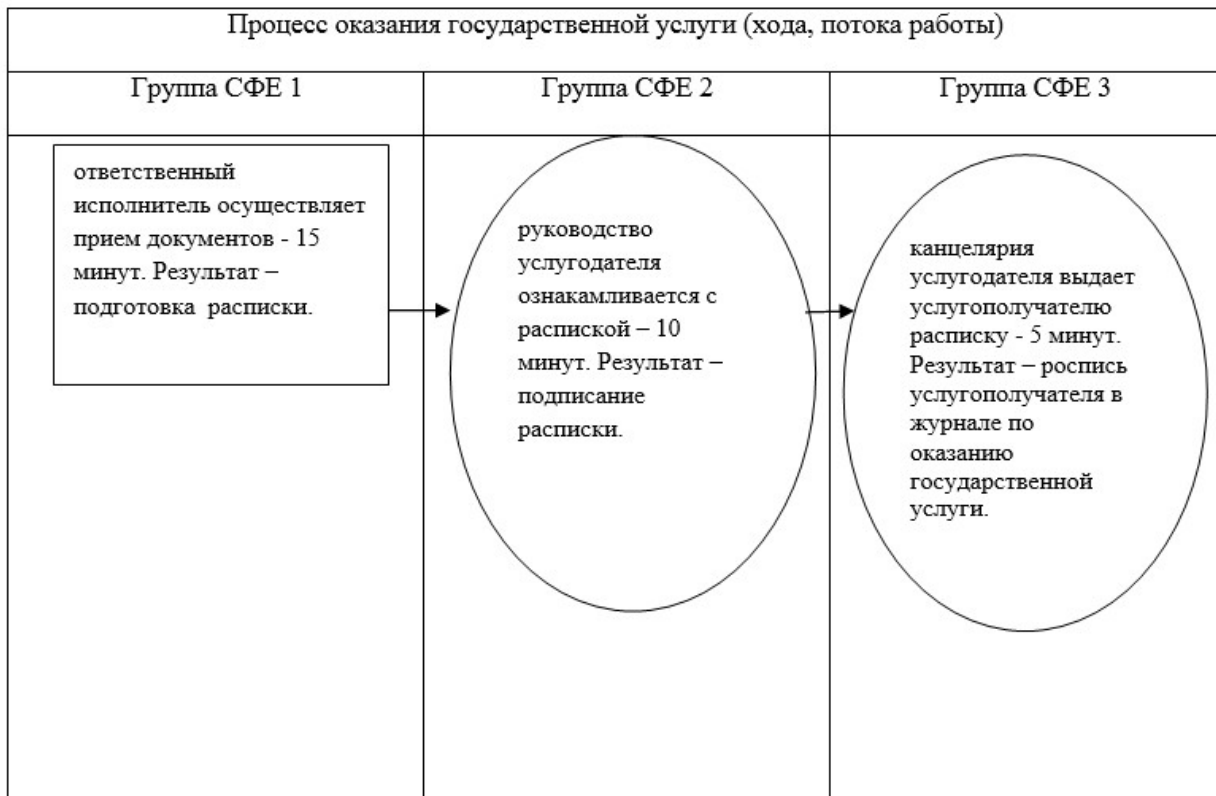 Процесс оказания государственной услуги (хода, потока работы)
Группа СФЕ 1
Группа СФЕ 2
Группа СФЕ 3
ответственный
исполнитель осуществляет
прием документов - 15
минут. Результат –
подготовка расписки.
руководство
услугодателя
ознакамливается с
распиской – 10
минут. Результат –
подписание
расписки.
канцелярия
услугодателя выдает
услугополучателю
расписку - 5 минут.
Результат – роспись
услугополучателя в
журнале по
оказанию
государственной
услуги.